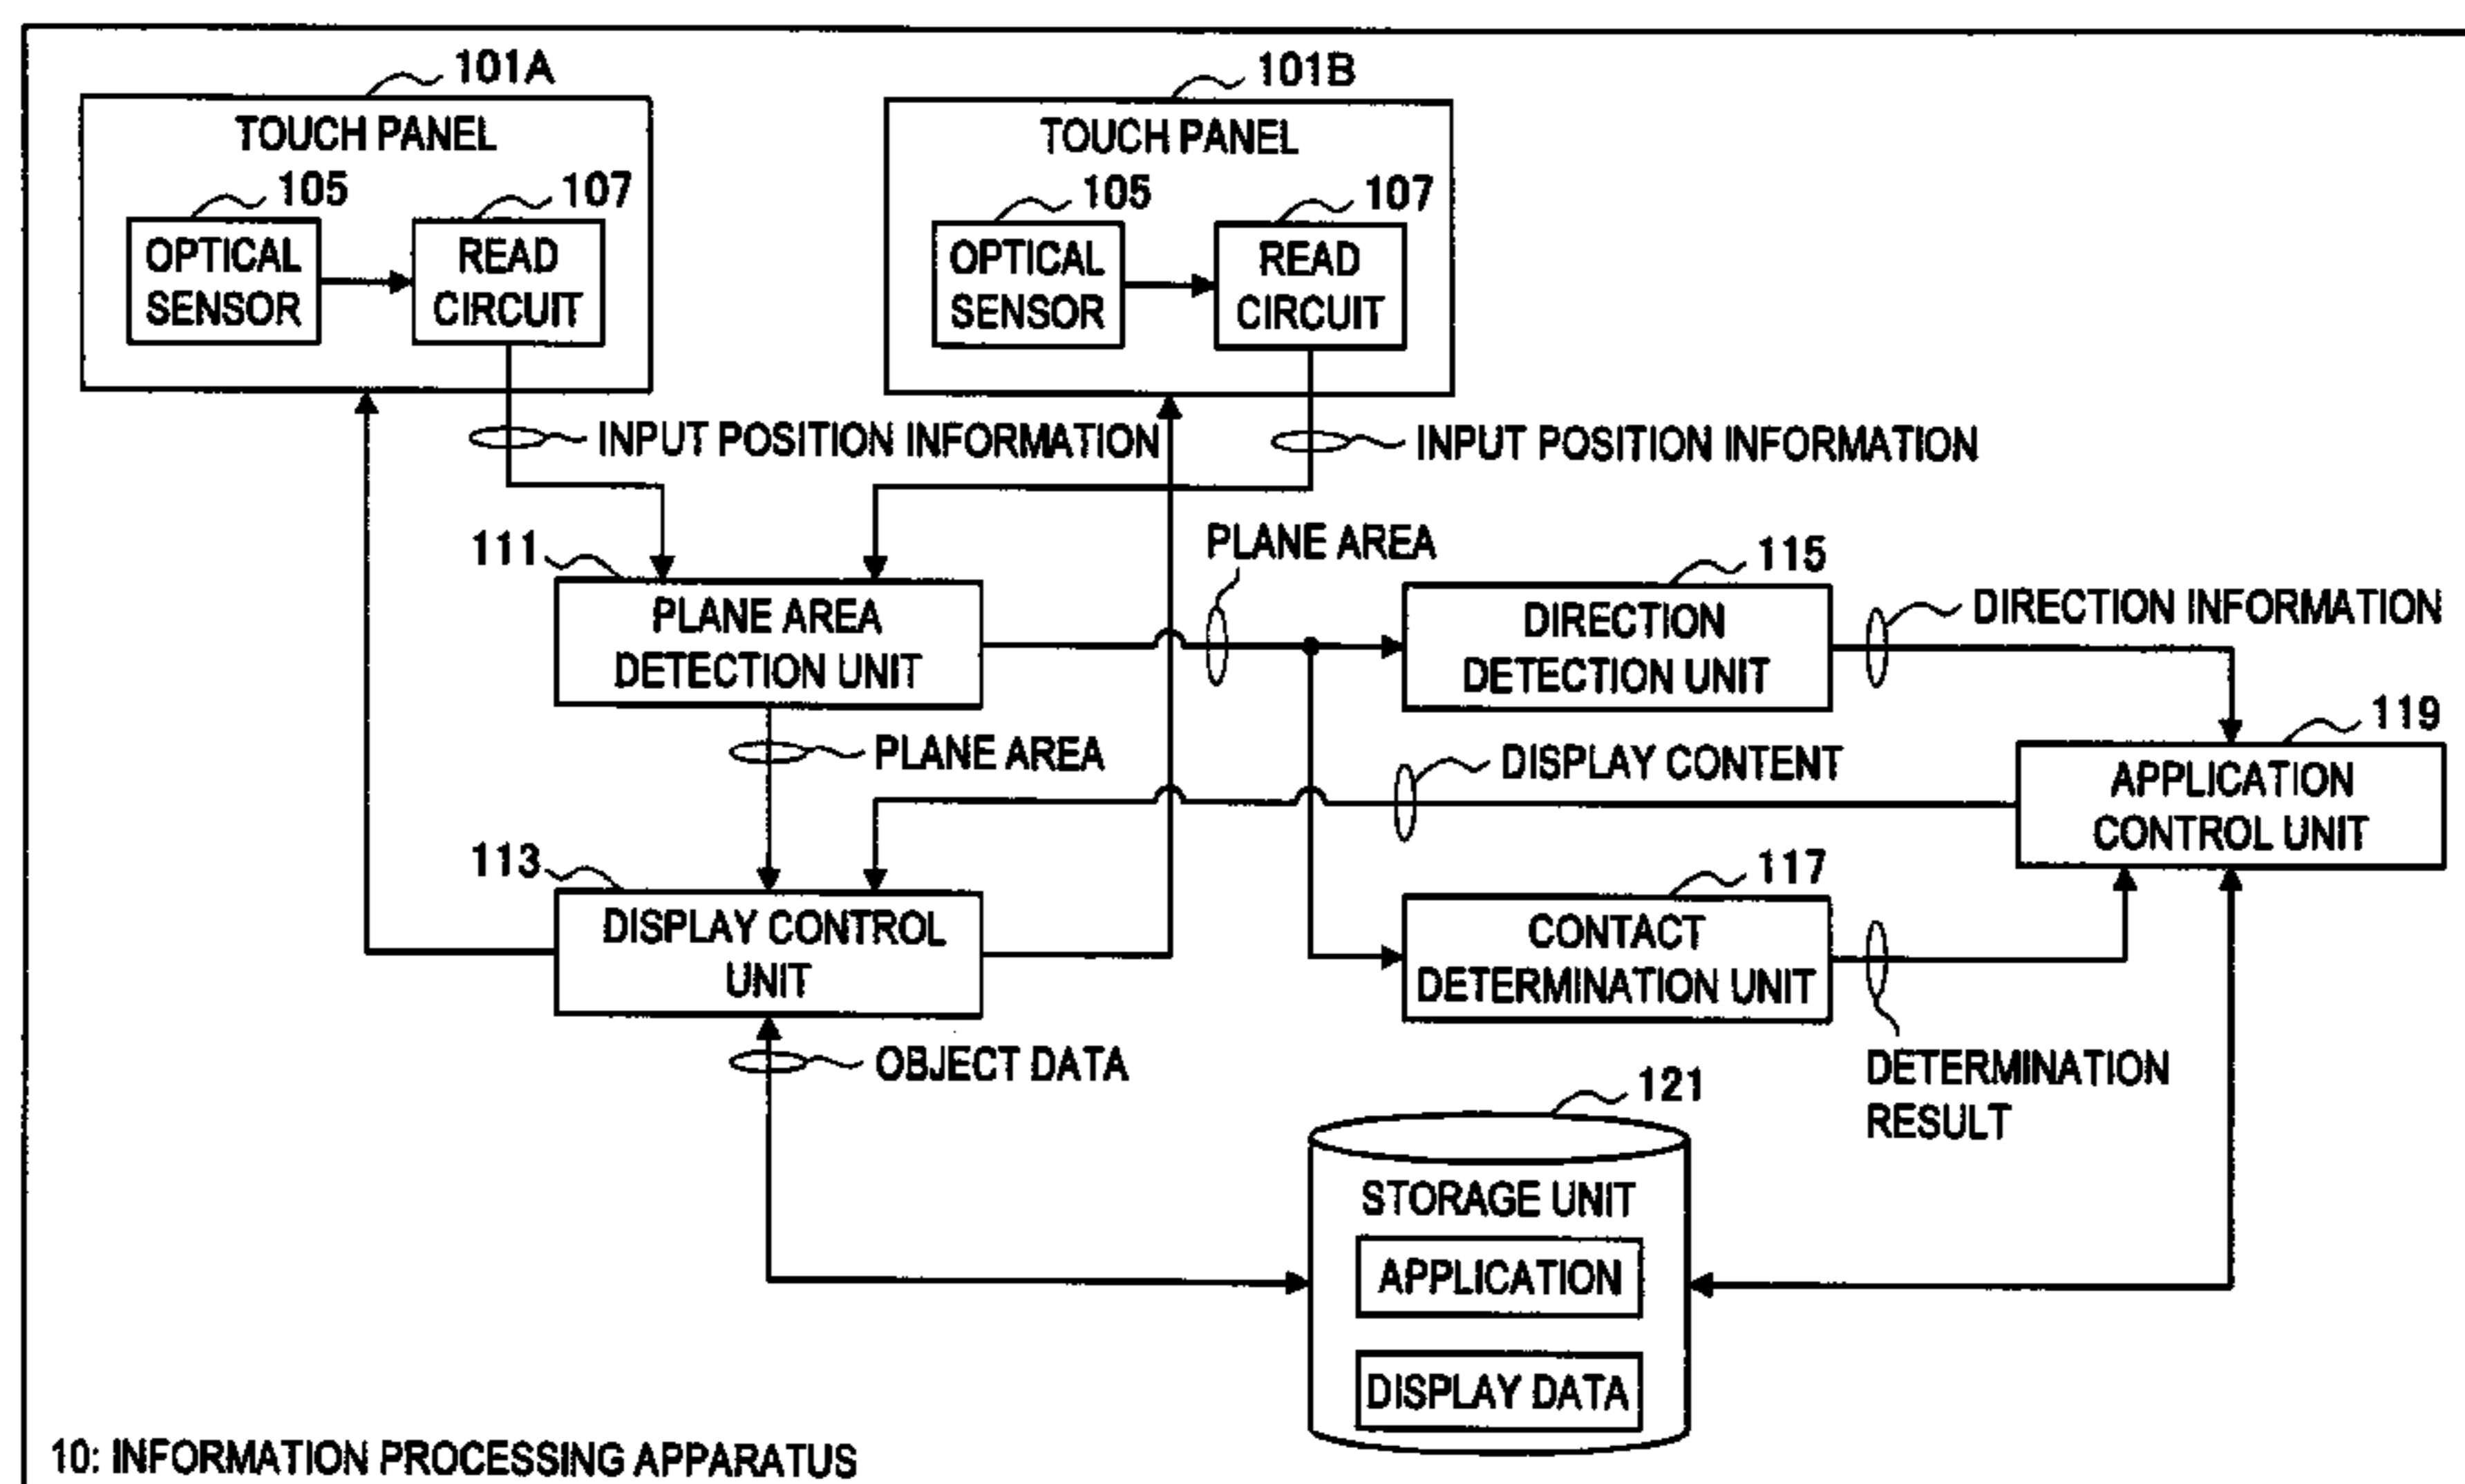 101A
101B
TOUCH PANEL
TOUCH PANEL
105
107
105
107
OPTICAL
SENSOR
READ
CIRCUIT
OPTICAL
SENSOR
READ
CIRCUIT
INPUT POSITION INFORMATION
INPUT POSITION INFORMATION
111
PLANE AREA
115
PLANE AREA
DETECTION UNIT
DIRECTION
DETECTION UNIT
DIRECTION INFORMATION
119
PLANE AREA
DISPLAY CONTENT
APPLICATION
CONTROL UNIT
113
117
DISPLAY CONTROL
UNIT
CONTACT
DETERMINATION UNIT
OBJECT DATA
DETERMINATION
RESULT
121
STORAGE UNIT
APPLICATION
DISPLAY DATA
10: INFORMATION PROCESSING APPARATUS